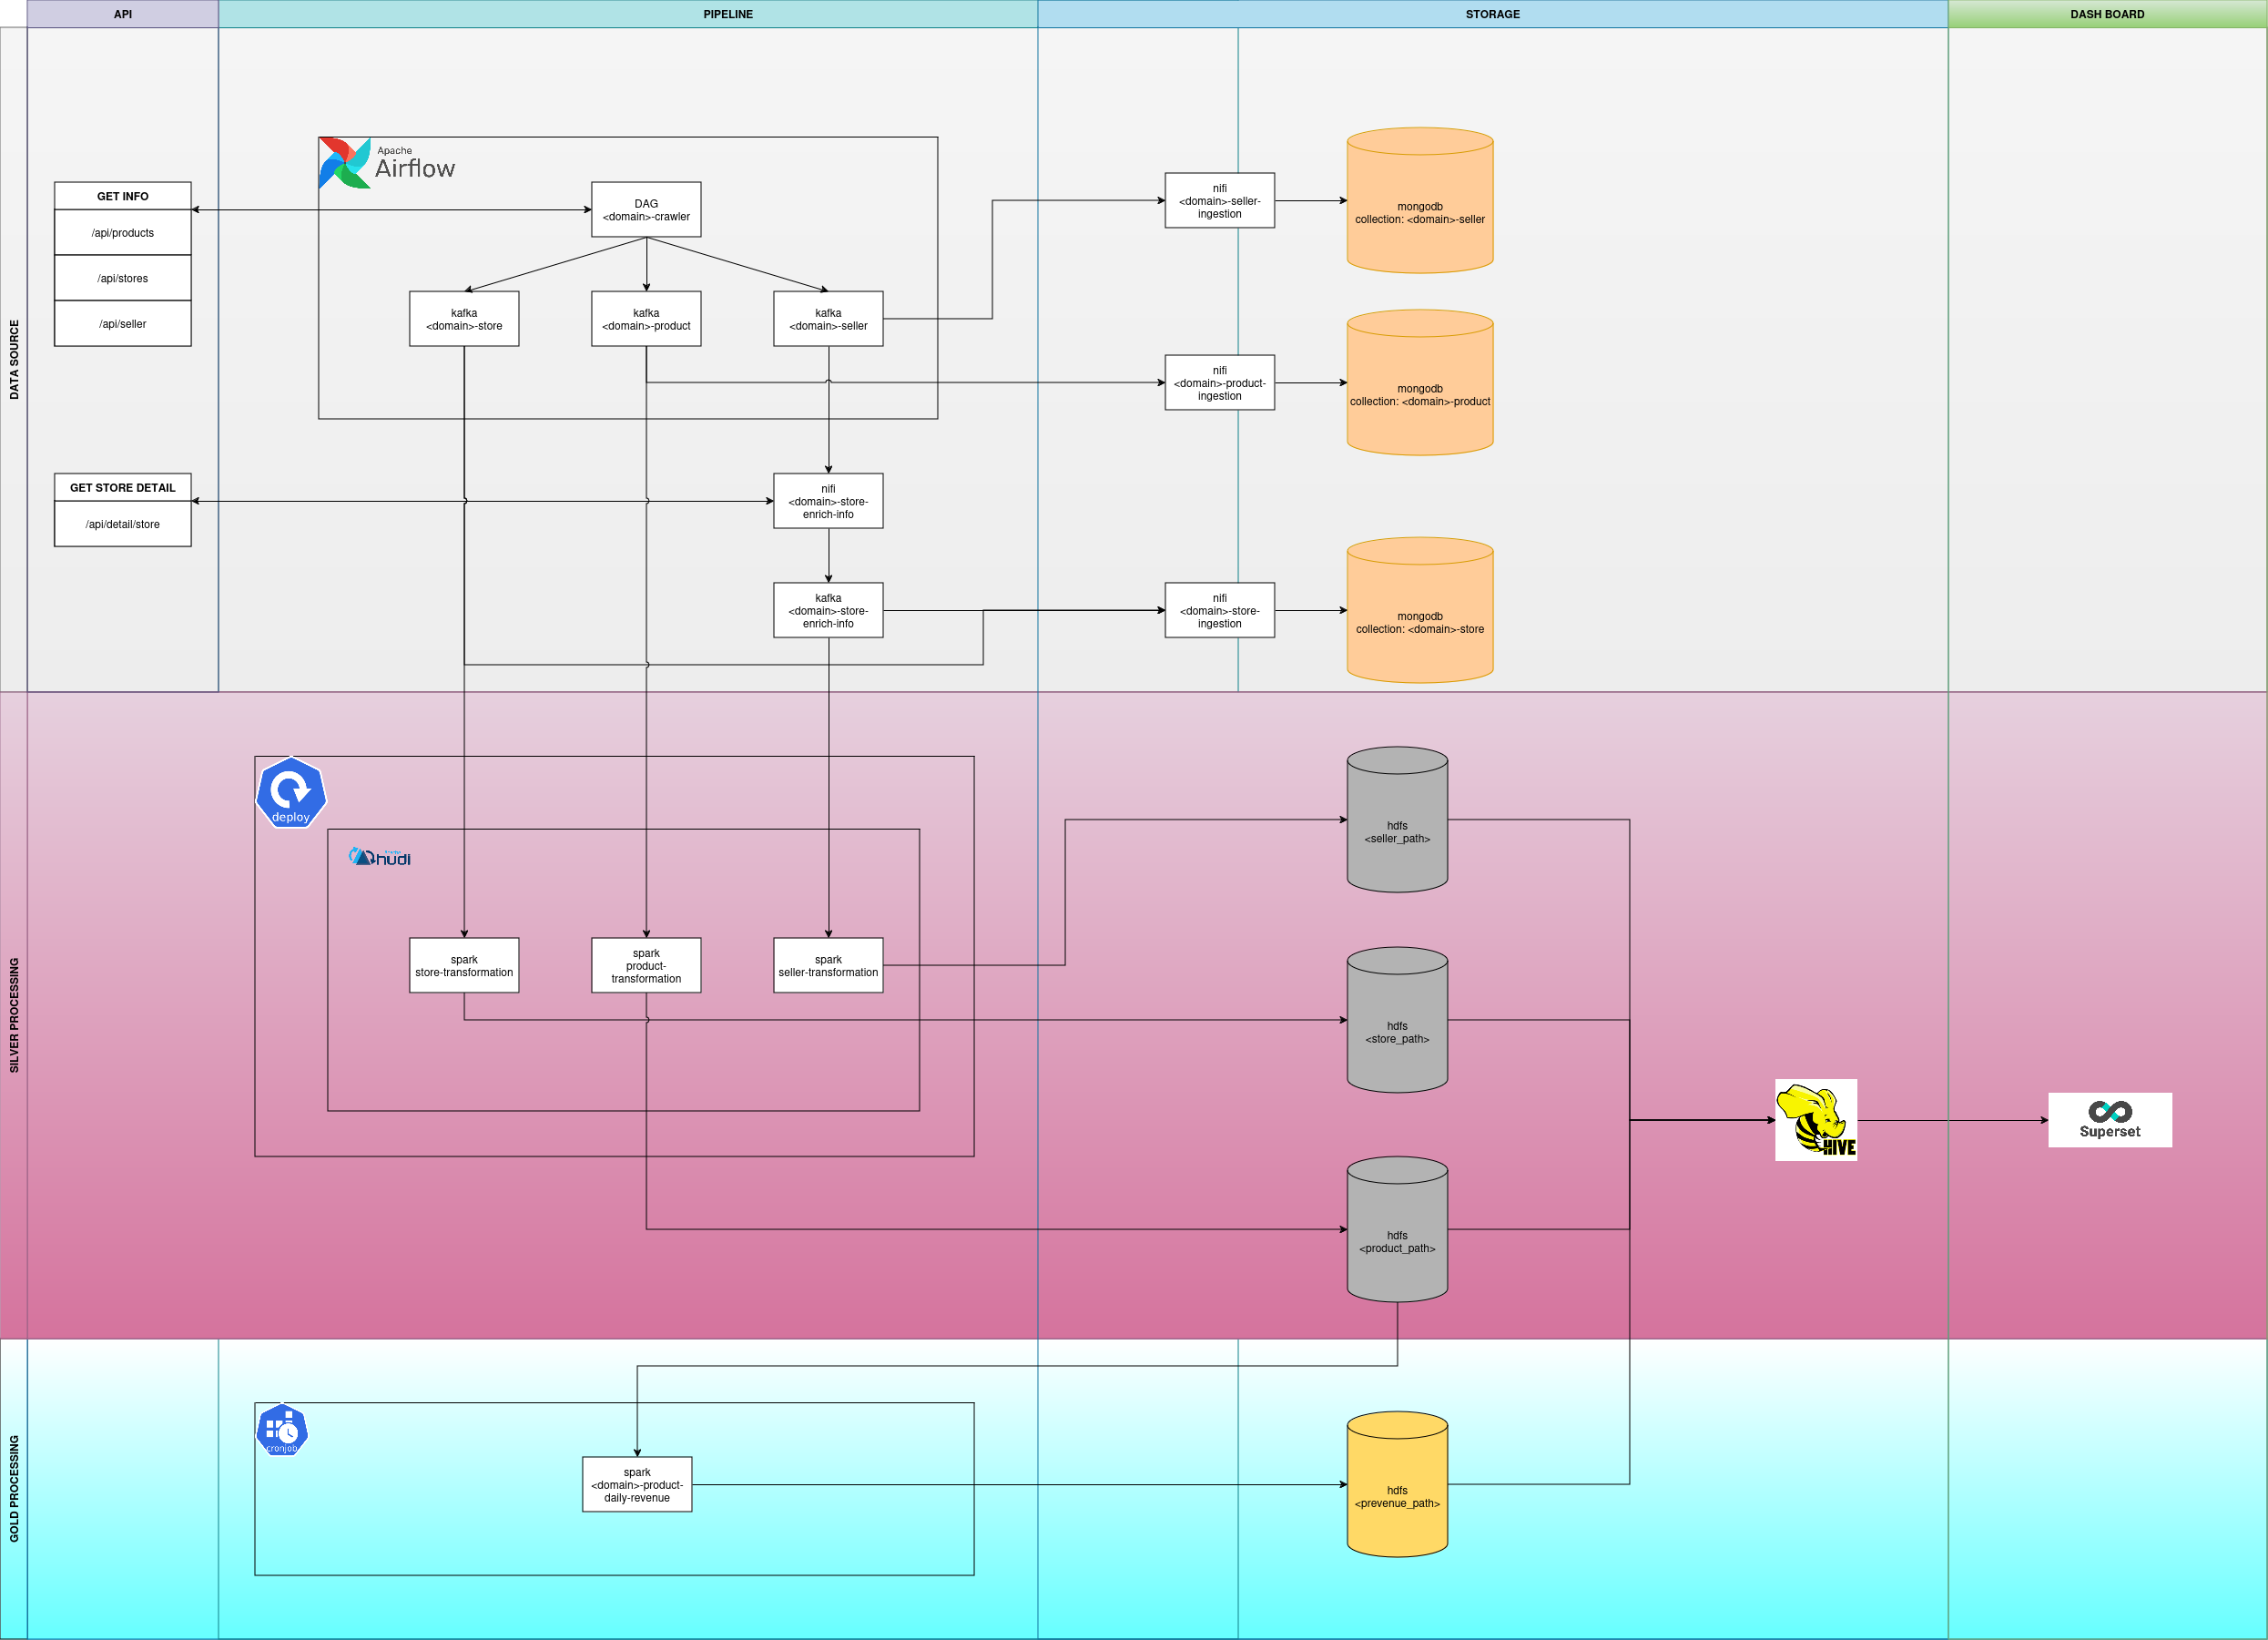 API
PIPELINE
STORAGE
DASH BOARD
DATA SOURCE
Apache
Airflow
GET INFO
/api/products
/api/stores
/api/seller
DAG
<domain>-crawler
kafka
<domain>-store
kafka
<domain>-product
kafka
<domain>-seller
nifi
<domain>-seller-
ingestion
mongodb
collection: <domain>-seller
nifi
<domain>-product-
ingestion
mongodb
collection: <domain>-product
GET STORE DETAIL
/api/detail/store
nifi
<domain>-store-
enrich-info
kafka
<domain>-store-
enrich-info
nifi
<domain>-store-
ingestion
mongodb
collection: <domain>-store
SILVER PROCESSING
deploy
hudi
spark
store-transformation
spark
product-
transformation
spark
seller-transformation
hdfs
<seller_path>
hdfs
<store_path>
hdfs
<product_path>
HIVE
Superset
GOLD PROCESSING
cronjob
spark
<domain>-product-
daily-revenue
hdfs
<prevenue_path>